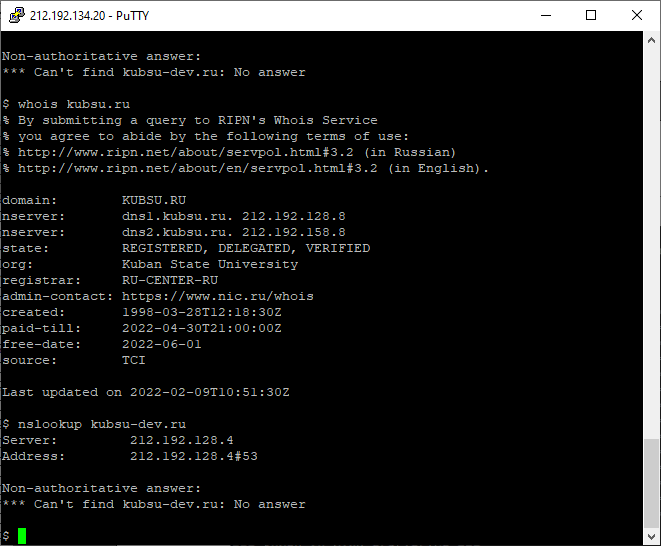 212.192.134.20 - PuTTY
Non-authoritative answer:
*** Can't find kubsu-dev.ru: No answer
$ whois kubsu.ru
% By submitting a query to RIPN's Whois Service
% you agree to abide by the following terms of use:
% http://www.ripn.net/about/servpol.html#3.2 (in Russian)
% http://www.ripn.net/about/en/servpol.html#3.2 (in English).
domain:        KUBSU.RU
nserver:       dns1.kubsu.ru. 212.192.128.8
nserver:       dns2.kubsu.ru. 212.192.158.8
state:         REGISTERED, DELEGATED, VERIFIED
org:           Kuban State University
registrar:     RU-CENTER-RU
admin-contact: https://www.nic.ru/whois
created:       1998-03-28T12:18:30Z
paid-till:     2022-04-30T21:00:00Z
free-date:     2022-06-01
source:        TCI
Last updated on 2022-02-09T10:51:30Z
$ nslookup kubsu-dev.ru
Server:         212.192.128.4
Address:        212.192.128.4#53
Non-authoritative answer:
*** Can't find kubsu-dev.ru: No answer
$